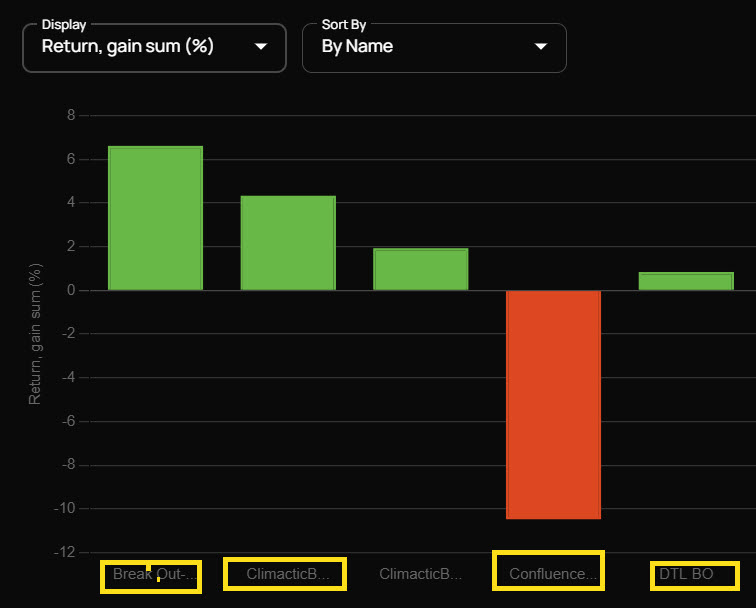 Display
Return, gain sum (%)
Sort By
By Name
8
6
4
2
0
-2
-4
-6
-8
-10
-12
Return, gain sum (%)
Break Out-... ClimacticB... ClimacticB... Confluence... DTL BO